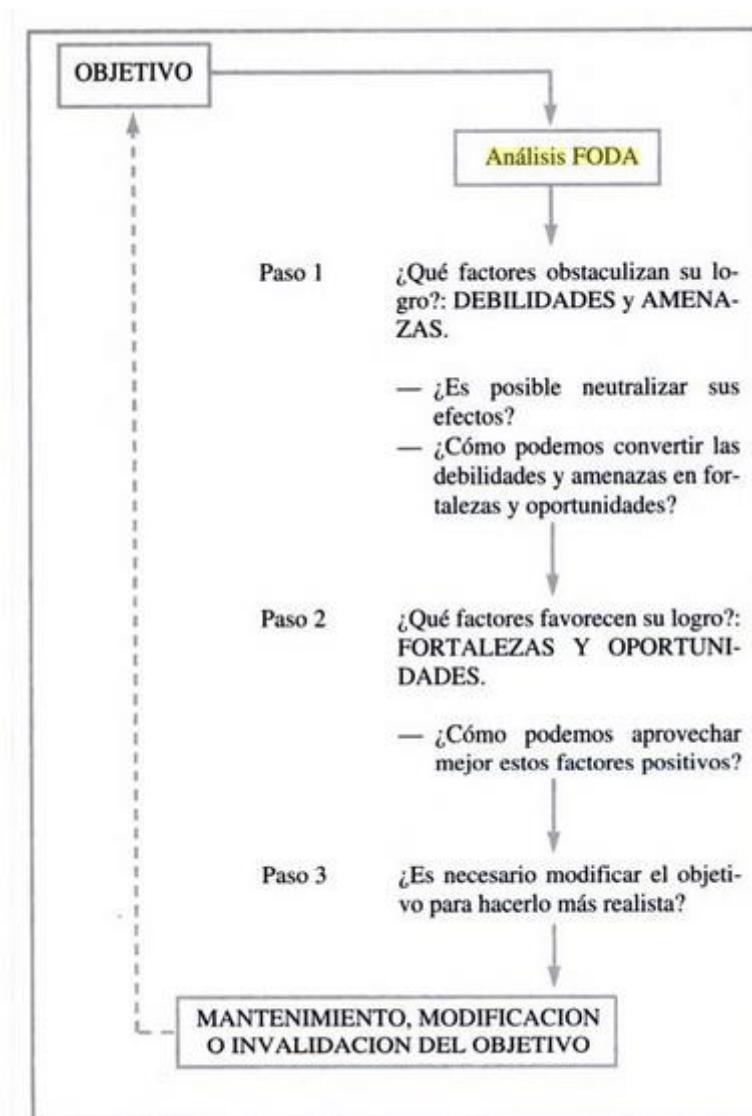 OBJETIVO
Análisis FODA
Paso 1
¿Qué factores obstaculizan su lo-
gro?: DEBILIDADES y AMENA-
ZAS.
— ¿Es posible neutralizar sus
efectos?
— ¿Cómo podemos convertir las
debilidades y amenazas en for-
talezas y oportunidades?
Paso 2
¿Qué factores favorecen su logro?:
FORTALEZAS Y OPORTUNI-
DADES.
— ¿Cómo podemos aprovechar
mejor estos factores positivos?
Paso 3
¿Es necesario modificar el objeti-
vo para hacerlo más realista?
MANTENIMIENTO, MODIFICACION
O INVALIDACION DEL OBJETIVO